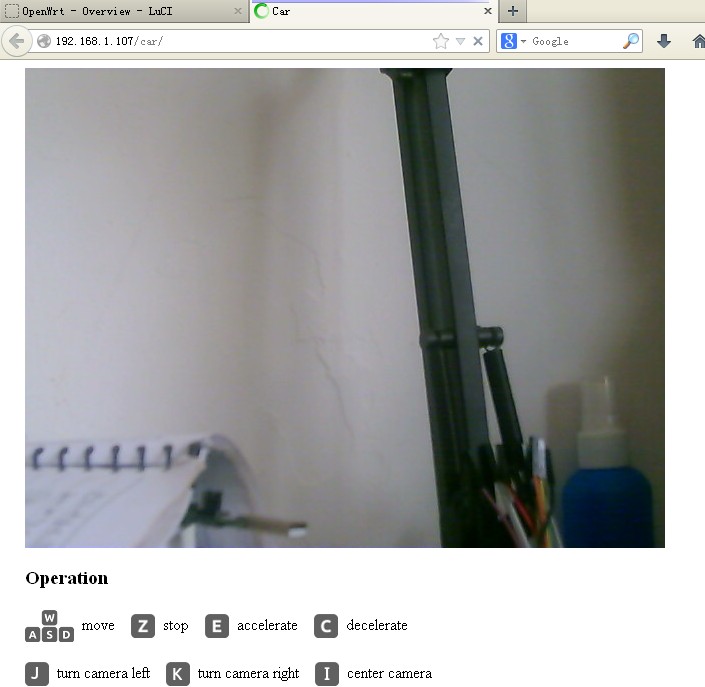 OpenWrt - Overview - LuCI
Car
192.168.1.107/car/
Google
Operation
W
A S D move Z stop E accelerate C decelerate
J turn camera left K turn camera right I center camera